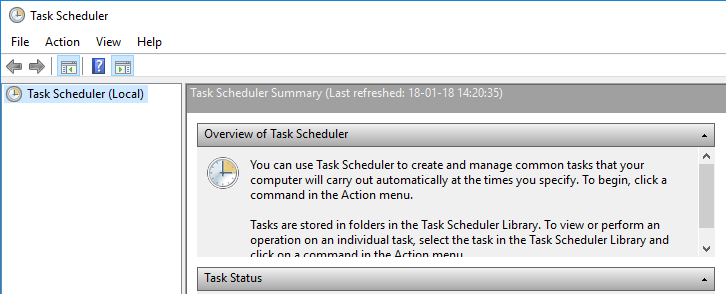 Task Scheduler
File Action View Help
Task Scheduler (Local)
Task Scheduler Summary (Last refreshed: 18-01-18 14:20:35)
Overview of Task Scheduler
You can use Task Scheduler to create and manage common tasks that your
computer will carry out automatically at the times you specify. To begin, click a
command in the Action menu.
Tasks are stored in folders in the Task Scheduler Library. To view or perform an
operation on an individual task, select the task in the Task Scheduler Library and
click on a command in the Action menu.
Task Status